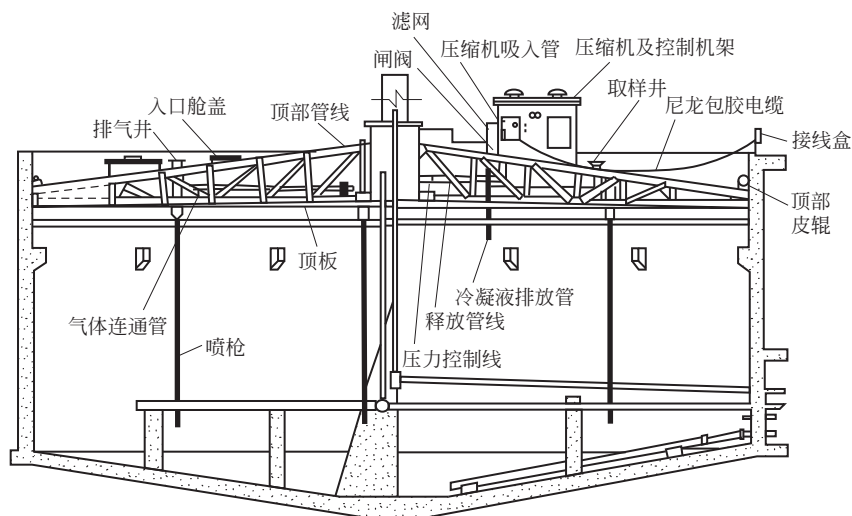 滤网
压缩机吸入管
压缩机及控制机架
闸阀
取样井
入口舱盖
顶部管线
尼龙包胶电缆
排气井
接线盒
顶部
皮辊
顶板
冷凝液排放管
气体连通管
释放管线
喷枪
压力控制线